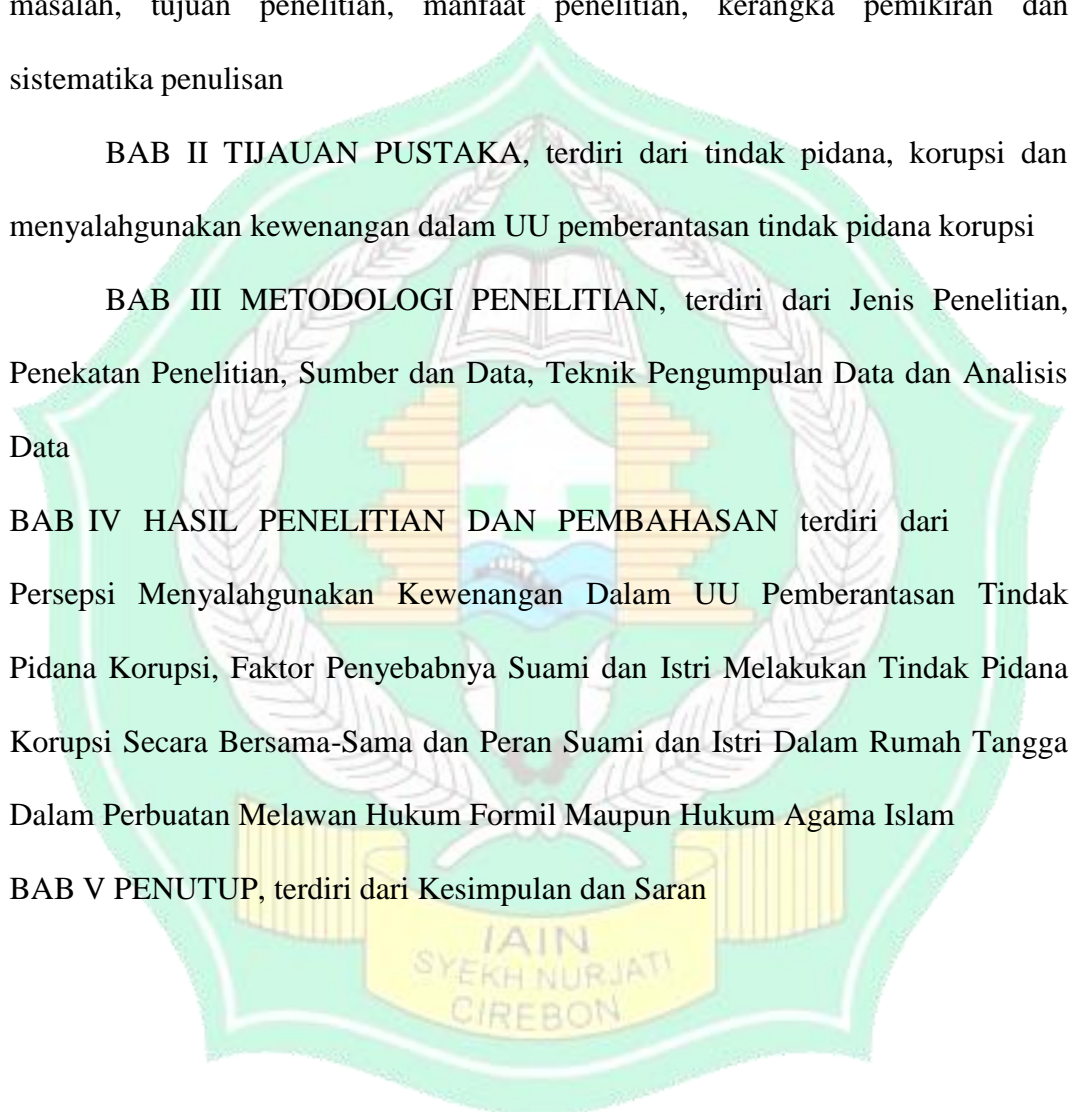 masalah, tujuan penelitian, manfaat penelitian, kerangka pemikiran dan
sistematika penulisan
BAB II TIJAUAN PUSTAKA, terdiri dari tindak pidana, korupsi dan
menyalahgunakan kewenangan dalam UU pemberantasan tindak pidana korupsi
BAB III METODOLOGI PENELITIAN, terdiri dari Jenis Penelitian,
Penekatan Penelitian, Sumber dan Data, Teknik Pengumpulan Data dan Analisis
Data
BAB IV HASIL PENELITIAN DAN PEMBAHASAN terdiri dari
Persepsi Menyalahgunakan Kewenangan Dalam UU Pemberantasan Tindak
Pidana Korupsi, Faktor Penyebabnya Suami dan Istri Melakukan Tindak Pidana
Korupsi Secara Bersama-Sama dan Peran Suami dan Istri Dalam Rumah Tangga
Dalam Perbuatan Melawan Hukum Formil Maupun Hukum Agama Islam
BAB V PENUTUP, terdiri dari Kesimpulan dan Saran
IAIN
SYEKH NURJATI
CIREBON